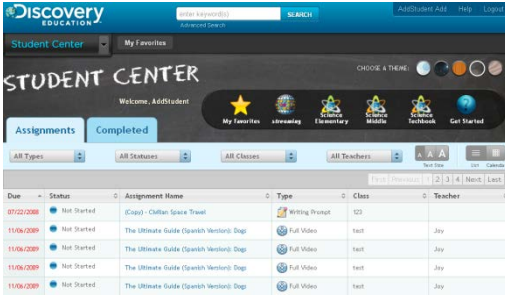 Discovery
EDUCATION
enter keyword(s)
SEARCH
Advanced Search
AddStudent Add Help Logout
Student Center
My Favorites
STUDENT CENTER
CHOOSE A THEME:
Welcome, AddStudent
My Favorites
streaming
Science Elementary
Science Middle
Science Techbook
Get Started
Assignments
Completed
All Types
All Statuses
All Classes
All Teachers
A A A
Text Size
List
Calendar
First Previous 1 2 3 4 Next Last
Due Status Assignment Name Type Class Teacher
07/22/2008 Not Started (Copy) - Civilian Space Travel Writing Prompt 123
11/06/2009 Not Started The Ultimate Guide (Spanish Version): Dogs Full Video test Jay
11/06/2009 Not Started The Ultimate Guide (Spanish Version): Dogs Full Video test Jay
11/06/2009 Not Started The Ultimate Guide (Spanish Version): Dogs Full Video test Jay
11/06/2009 Not Started The Ultimate Guide (Spanish Version): Dogs Full Video test Jay